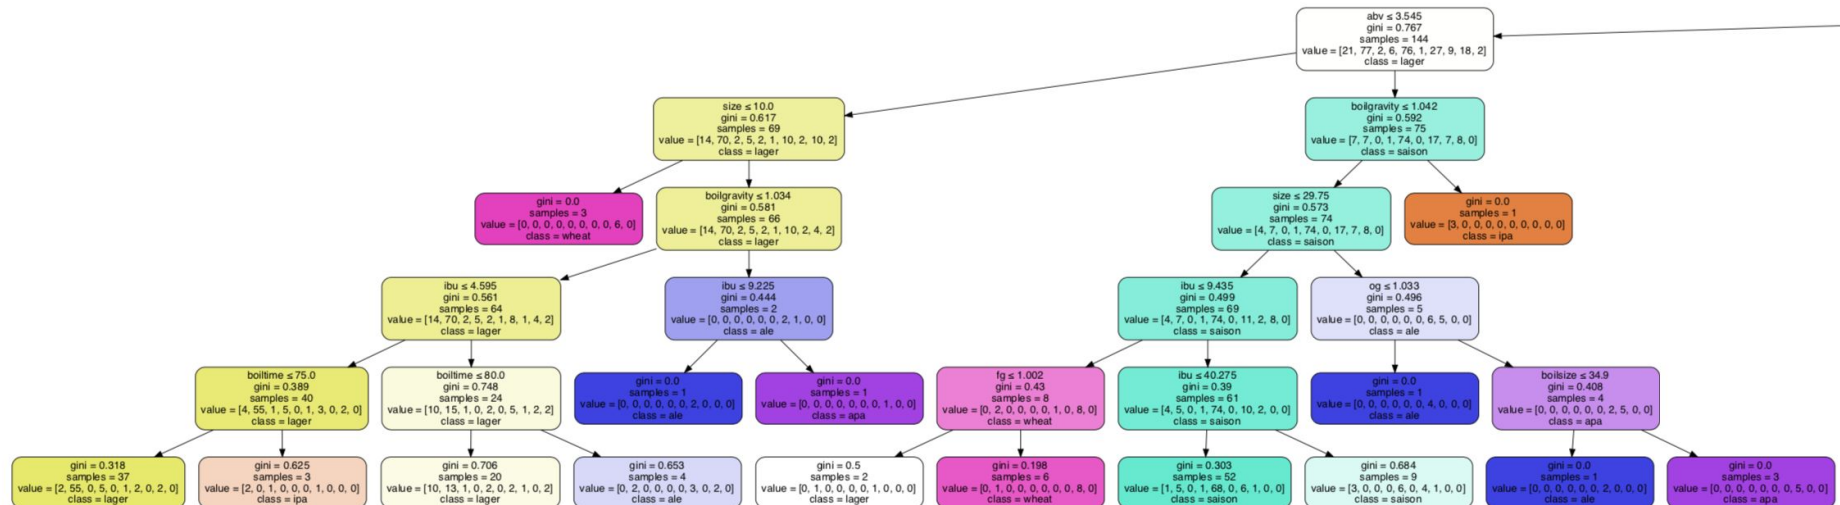 abv ≤ 3.545
gini = 0.767
samples = 144
value = [21, 77, 2, 6, 76, 1, 27, 9, 18, 2]
class = lager
size ≤ 10.0
gini = 0.617
samples = 69
value = [14, 70, 2, 5, 2, 1, 10, 2, 10, 2]
class = lager
boilgravity ≤ 1.042
gini = 0.592
samples = 75
value = [7, 7, 0, 1, 74, 0, 17, 7, 8, 0]
class = saison
gini = 0.0
samples = 3
value = [0, 0, 0, 0, 0, 0, 0, 0, 6, 0]
class = wheat
boilgravity ≤ 1.034
gini = 0.581
samples = 66
value = [14, 70, 2, 5, 2, 1, 10, 2, 4, 2]
class = lager
size ≤ 29.75
gini = 0.573
samples = 74
value = [4, 7, 0, 1, 74, 0, 17, 7, 8, 0]
class = saison
gini = 0.0
samples = 1
value = [3, 0, 0, 0, 0, 0, 0, 0, 0, 0]
class = ipa
ibu ≤ 4.595
gini = 0.561
samples = 64
value = [14, 70, 2, 5, 2, 1, 8, 1, 4, 2]
class = lager
ibu ≤ 9.225
gini = 0.444
samples = 2
value = [0, 0, 0, 0, 0, 0, 2, 1, 0, 0]
class = ale
ibu ≤ 9.435
gini = 0.499
samples = 69
value = [4, 7, 0, 1, 74, 0, 11, 2, 8, 0]
class = saison
og ≤ 1.033
gini = 0.496
samples = 5
value = [0, 0, 0, 0, 0, 0, 6, 5, 0, 0]
class = ale
boiltime ≤ 75.0
gini = 0.389
samples = 40
value = [4, 55, 1, 5, 0, 1, 3, 0, 2, 0]
class = lager
boiltime ≤ 80.0
gini = 0.748
samples = 24
value = [10, 15, 1, 0, 2, 0, 5, 1, 2, 2]
class = lager
gini = 0.0
samples = 1
value = [0, 0, 0, 0, 0, 0, 2, 0, 0, 0]
class = ale
gini = 0.0
samples = 1
value = [0, 0, 0, 0, 0, 0, 0, 1, 0, 0]
class = apa
fg ≤ 1.002
gini = 0.43
samples = 8
value = [0, 2, 0, 0, 0, 0, 1, 0, 8, 0]
class = wheat
ibu ≤ 40.275
gini = 0.39
samples = 61
value = [4, 5, 0, 1, 74, 0, 10, 2, 0, 0]
class = saison
gini = 0.0
samples = 1
value = [0, 0, 0, 0, 0, 0, 4, 0, 0, 0]
class = ale
boilsize ≤ 34.9
gini = 0.408
samples = 4
value = [0, 0, 0, 0, 0, 0, 2, 5, 0, 0]
class = apa
gini = 0.318
samples = 37
value = [2, 55, 0, 5, 0, 1, 2, 0, 2, 0]
class = lager
gini = 0.625
samples = 3
value = [2, 0, 1, 0, 0, 0, 1, 0, 0, 0]
class = ipa
gini = 0.706
samples = 20
value = [10, 13, 1, 0, 2, 0, 2, 1, 0, 2]
class = lager
gini = 0.653
samples = 4
value = [0, 2, 0, 0, 0, 0, 3, 0, 2, 0]
class = ale
gini = 0.5
samples = 2
value = [0, 1, 0, 0, 0, 0, 1, 0, 0, 0]
class = lager
gini = 0.198
samples = 6
value = [0, 1, 0, 0, 0, 0, 0, 0, 8, 0]
class = wheat
gini = 0.303
samples = 52
value = [1, 5, 0, 1, 68, 0, 6, 1, 0, 0]
class = saison
gini = 0.684
samples = 9
value = [3, 0, 0, 0, 6, 0, 4, 1, 0, 0]
class = saison
gini = 0.0
samples = 1
value = [0, 0, 0, 0, 0, 0, 2, 0, 0, 0]
class = ale
gini = 0.0
samples = 3
value = [0, 0, 0, 0, 0, 0, 0, 5, 0, 0]
class = apa